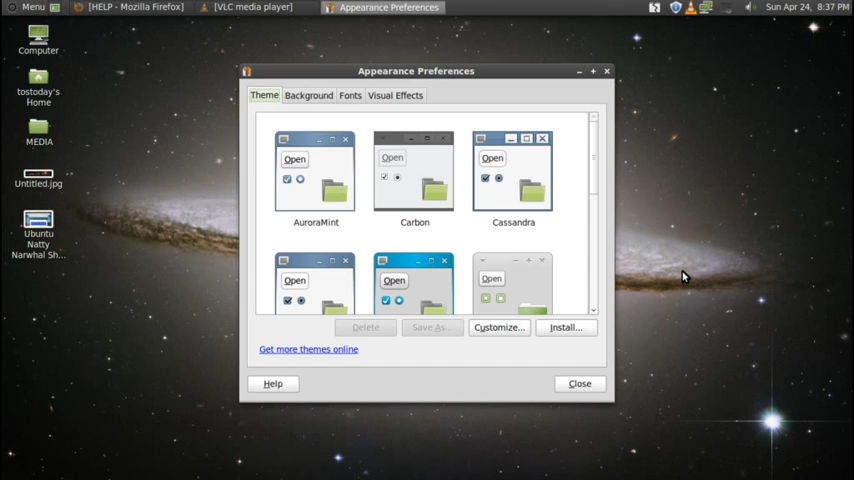 Menu [HELP - Mozilla Firefox] [VLC media player] Appearance Preferences Sun Apr 24, 8:37 PM
Computer
tostoday's
Home
MEDIA
Untitled.jpg
Ubuntu
Natty
Narwhal Sh...
Appearance Preferences
Theme Background Fonts Visual Effects
Open Open Open
AuroraMint Carbon Cassandra
Open Open Open
Delete Save As... Customize... Install...
Get more themes online
Help Close